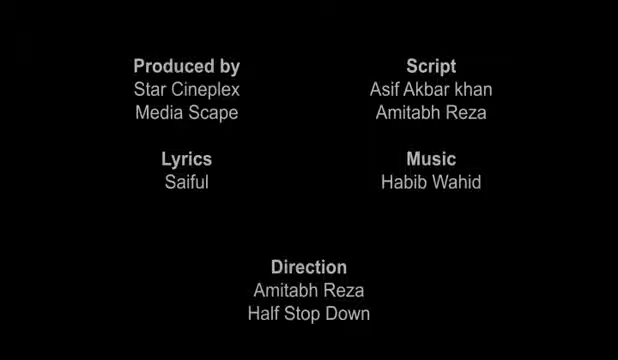 Produced by
Star Cineplex
Media Scape
Script
Asif Akbar khan
Amitabh Reza
Lyrics
Saiful
Music
Habib Wahid
Direction
Amitabh Reza
Half Stop Down